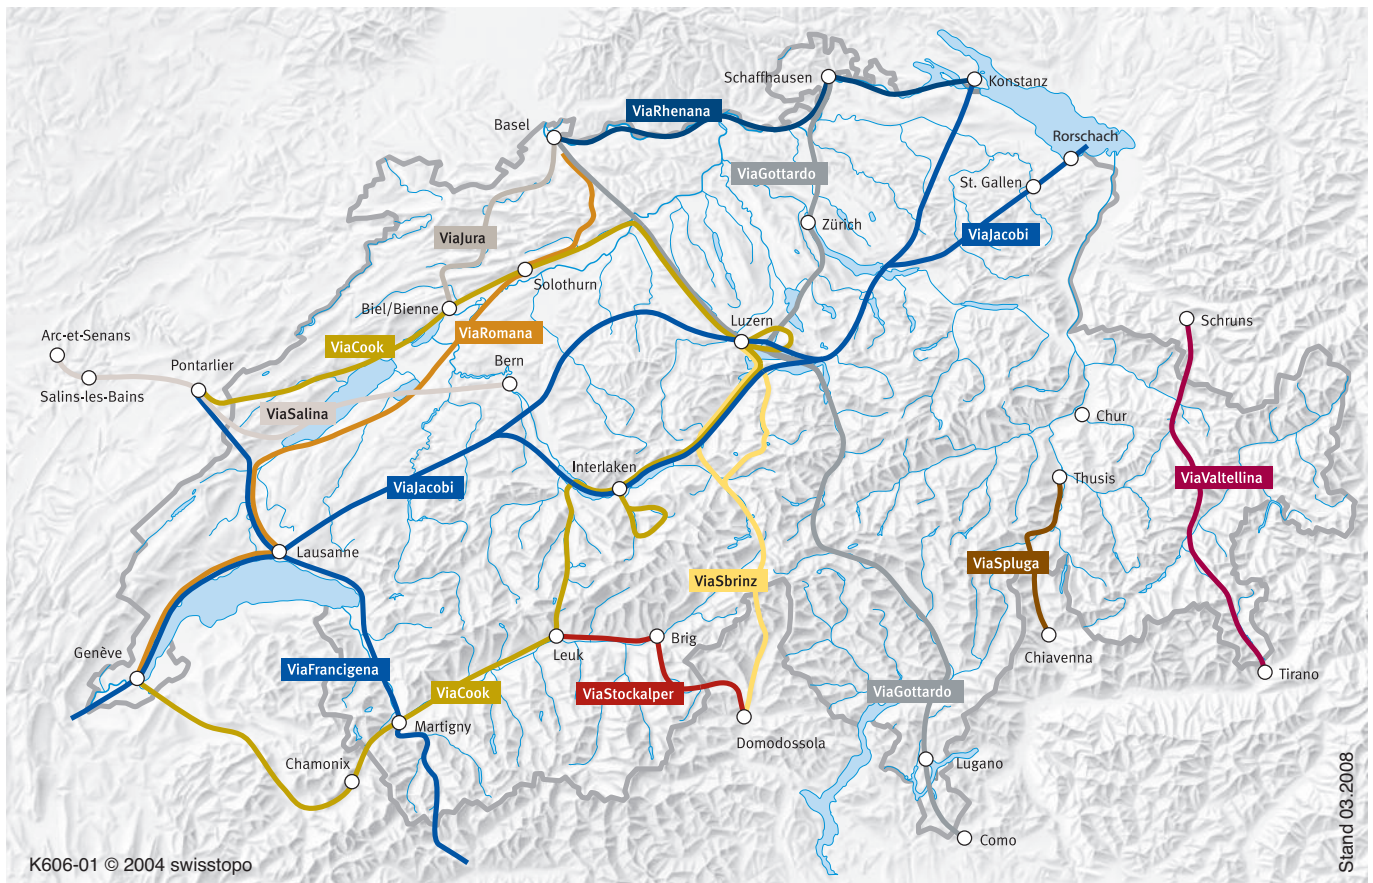 Schaffhausen
Konstanz
ViaRhenana
Basel
Rorschach
ViaGottardo
St. Gallen
Zürich
ViaJacobi
ViaJura
Solothurn
Biel/Bienne
Luzern
Schruns
Arc-et-Senans
ViaRomana
ViaCook
Bern
Pontarlier
Salins-les-Bains
ViaSalina
Chur
Interlaken
Thusis
ViaValtellina
ViaJacobi
Lausanne
ViaSpluga
ViaSbrinz
Brig
Leuk
Genève
Chiavenna
ViaFrancigena
Tirano
ViaCook
ViaStockalper
ViaGottardo
Martigny
Domodossola
Chamonix
Lugano
Como
K606-01 © 2004 swisstopo
Stand 03.2008